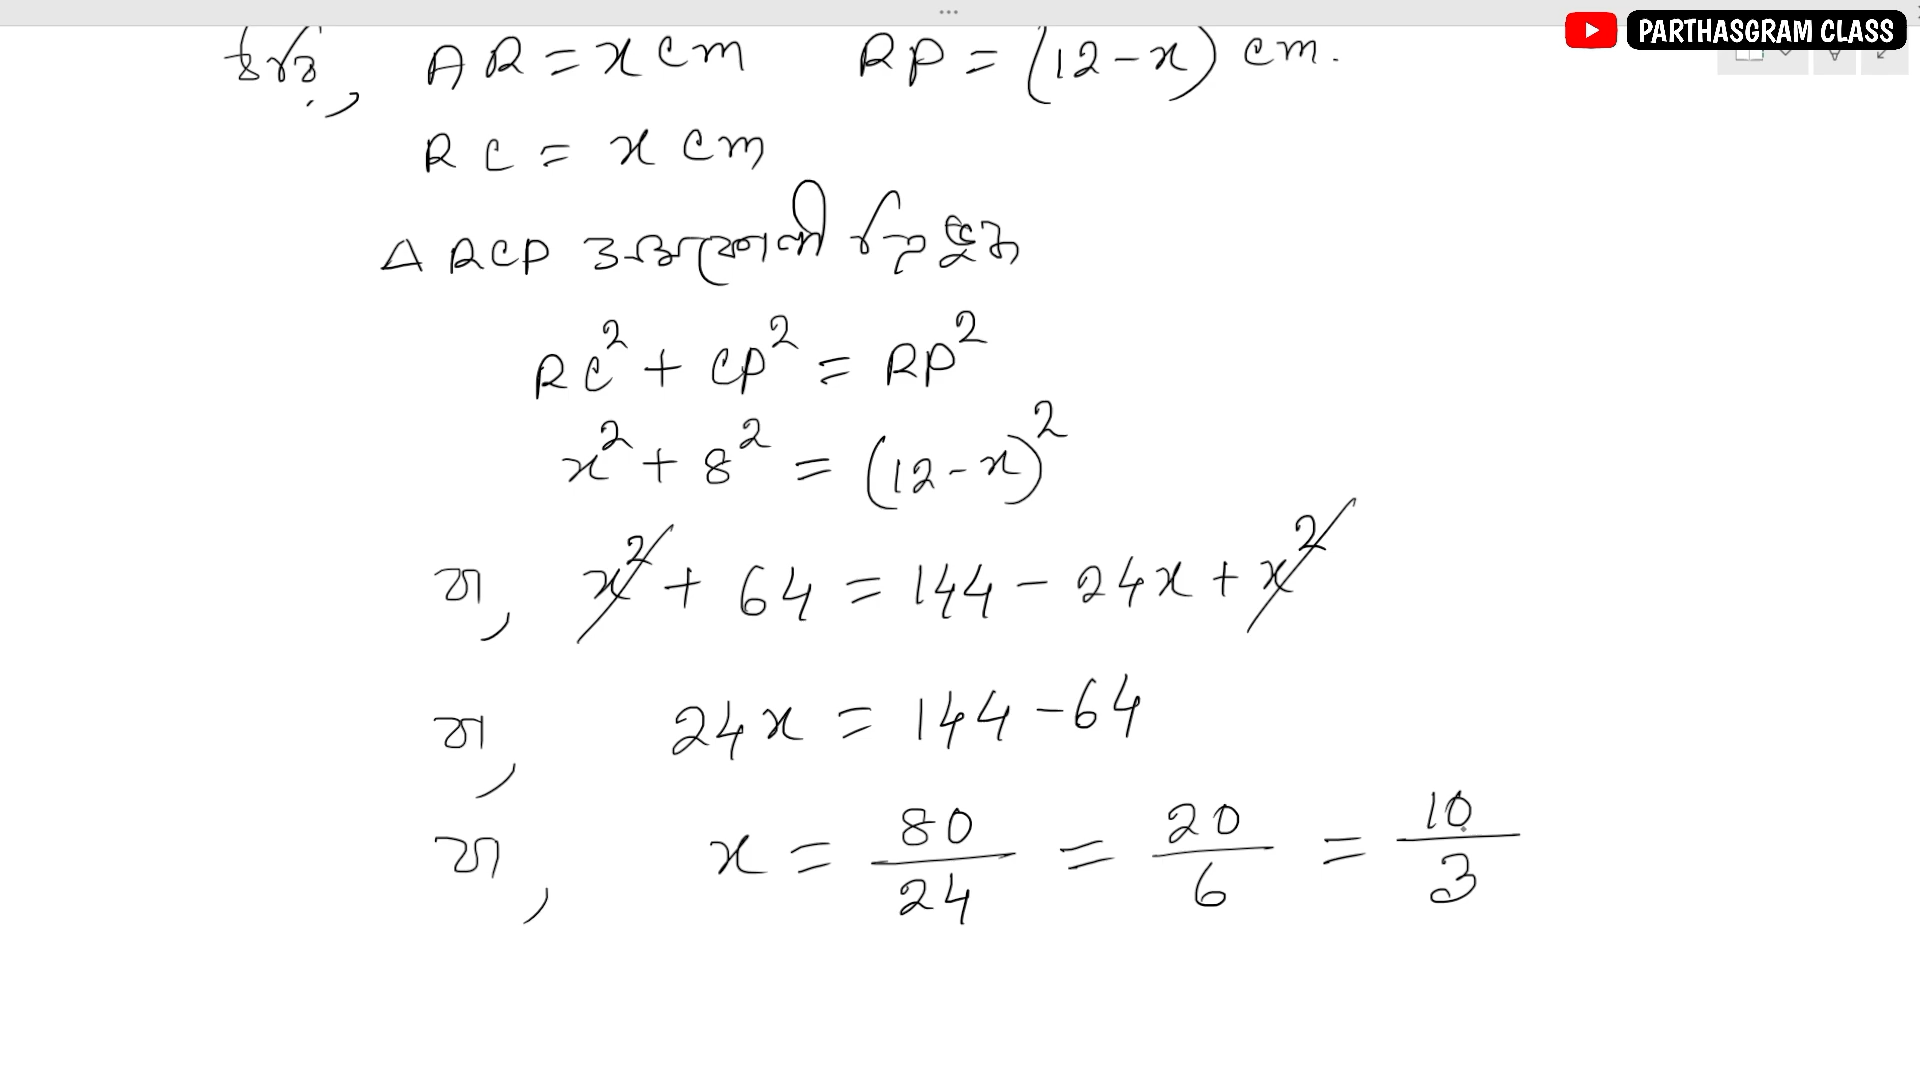 PARTHASGRAM CLASS
ধরি, AR = x cm RP = (12-x) cm.
RC = x cm
△ RCP সমকোণী ত্রিভুজ
RC² + CP² = RP²
x² + 8² = (12-x)²
বা, x² + 64 = 144 - 24x + x²
বা, 24x = 144 - 64
বা, x = 80/24 = 20/6 = 10/3